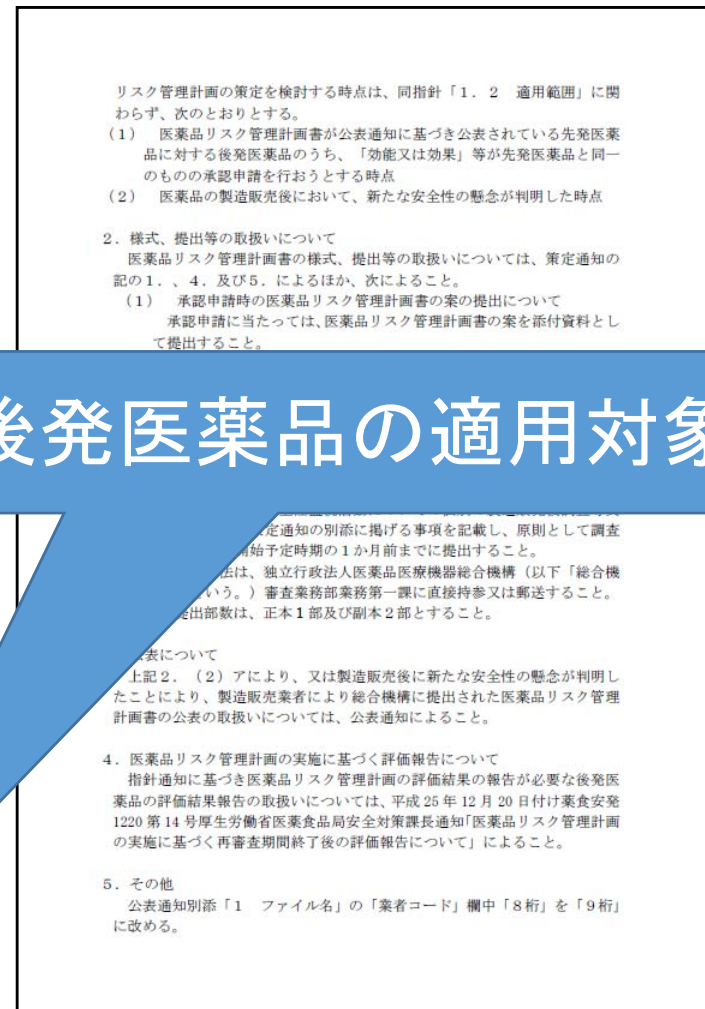 リスク管理計画の策定を検討する時点は、同指針「1．2　適用範囲」に関
わらず、次のとおりとする。
（1）　医薬品リスク管理計画書が公表通知に基づき公表されている先発医薬
品に対する後発医薬品のうち、「効能又は効果」等が先発医薬品と同一
のものの承認申請を行おうとする時点
（2）　医薬品の製造販売後において、新たな安全性の懸念が判明した時点
2．様式、提出等の取扱いについて
医薬品リスク管理計画書の様式、提出等の取扱いについては、策定通知の
記の1．、4．及び5．によるほか、次によること。
（1）　承認申請時の医薬品リスク管理計画書の案の提出について
承認申請に当たっては、医薬品リスク管理計画書の案を添付資料とし
て提出すること。
後発医薬品の適用対象
定通知の別添に掲げる事項を記載し、原則として調査
始予定時期の1か月前までに提出すること。
法は、独立行政法人医薬品医療機器総合機構（以下「総合機
いう。）審査業務部業務第一課に直接持参又は郵送すること。
出部数は、正本1部及び副本2部とすること。
表について
上記2．（2）アにより、又は製造販売後に新たな安全性の懸念が判明し
たことにより、製造販売業者により総合機構に提出された医薬品リスク管理
計画書の公表の取扱いについては、公表通知によること。
4．医薬品リスク管理計画の実施に基づく評価報告について
指針通知に基づき医薬品リスク管理計画の評価結果の報告が必要な後発医
薬品の評価結果報告の取扱いについては、平成25年12月20日付け薬食安発
1220第14号厚生労働省医薬食品局安全対策課長通知「医薬品リスク管理計画
の実施に基づく再審査期間終了後の評価報告について」によること。
5．その他
公表通知別添「1　ファイル名」の「業者コード」欄中「8桁」を「9桁」
に改める。